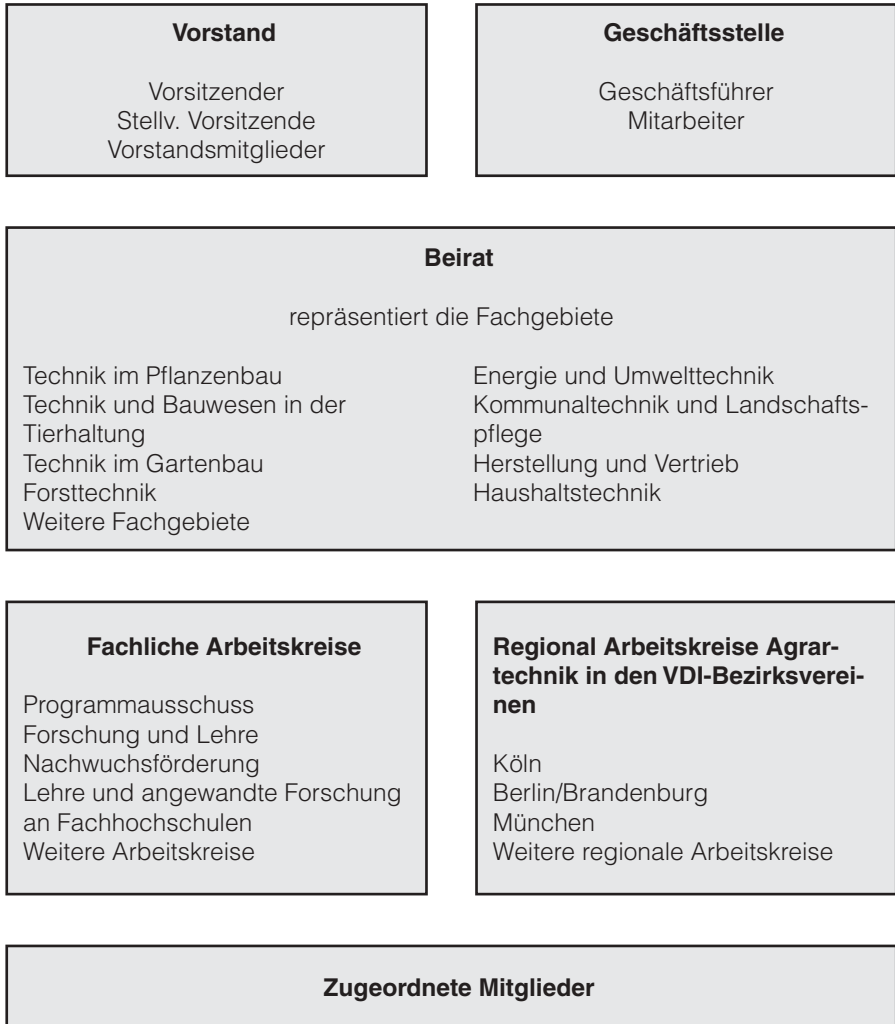 Vorstand
Vorsitzender
Stellv. Vorsitzende
Vorstandsmitglieder
Geschäftsstelle
Geschäftsführer
Mitarbeiter
Beirat
repräsentiert die Fachgebiete
Technik im Pflanzenbau
Technik und Bauwesen in der
Tierhaltung
Technik im Gartenbau
Forsttechnik
Weitere Fachgebiete
Energie und Umwelttechnik
Kommunaltechnik und Landschafts-
pflege
Herstellung und Vertrieb
Haushaltstechnik
Fachliche Arbeitskreise
Programmausschuss
Forschung und Lehre
Nachwuchsförderung
Lehre und angewandte Forschung
an Fachhochschulen
Weitere Arbeitskreise
Regional Arbeitskreise Agrar-
technik in den VDI-Bezirksverei-
nen
Köln
Berlin/Brandenburg
München
Weitere regionale Arbeitskreise
Zugeordnete Mitglieder